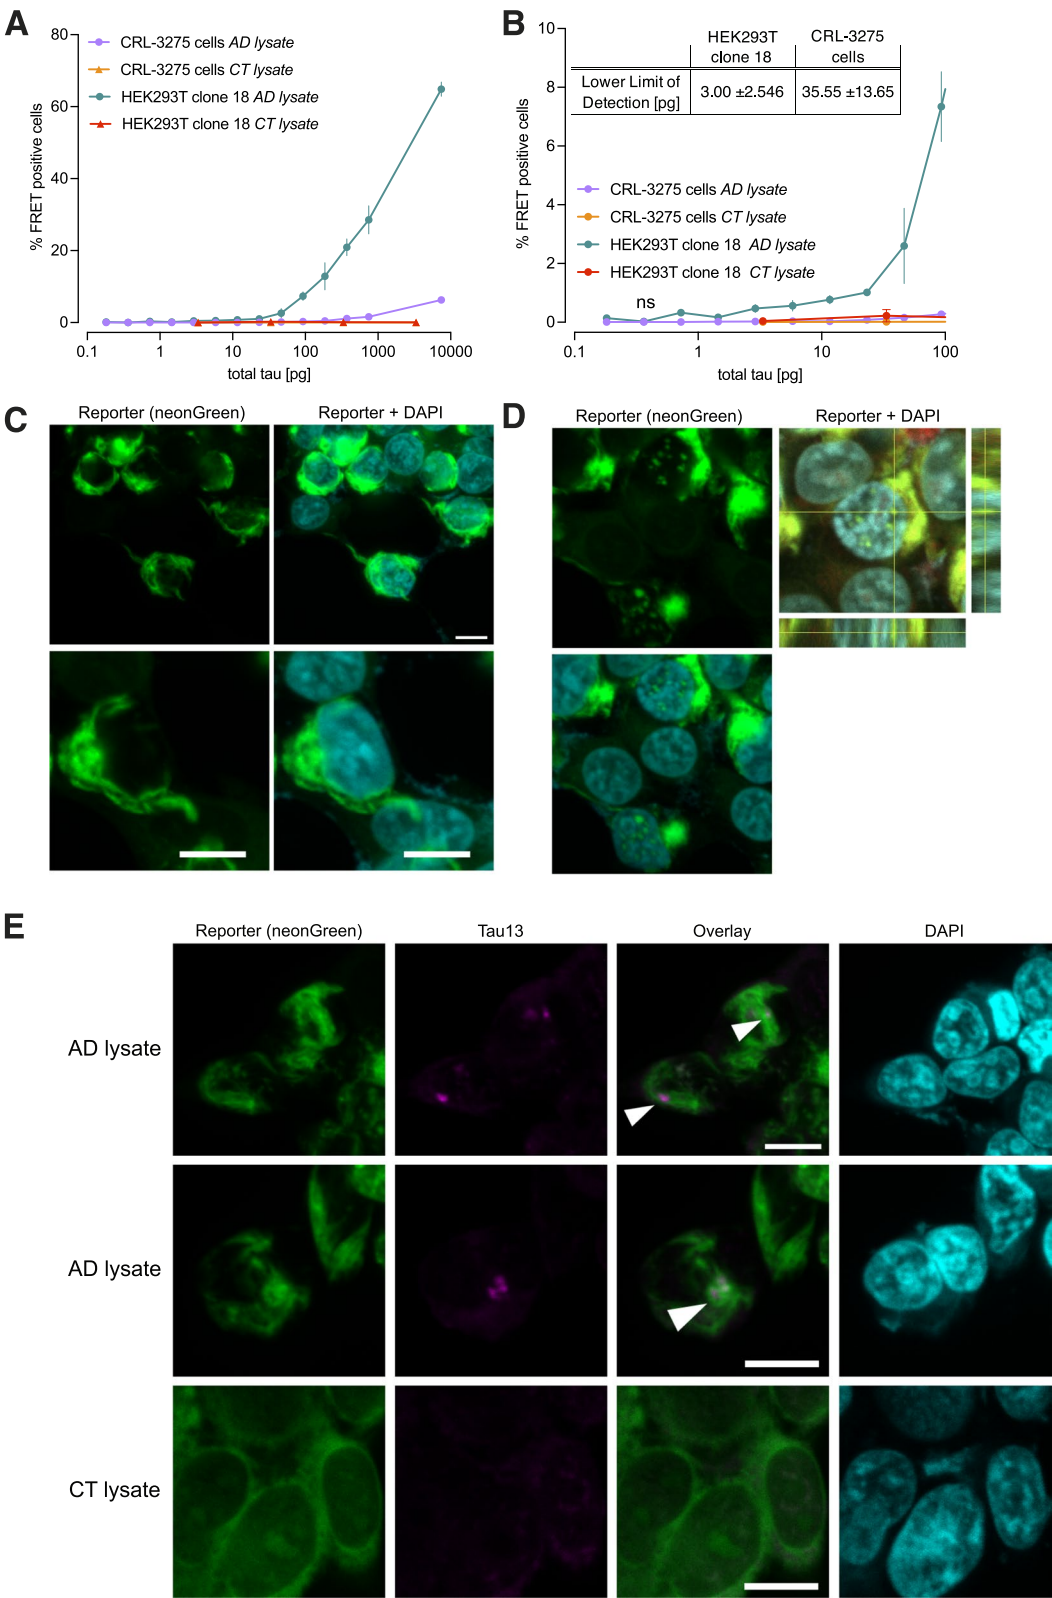 A
80
60
40
20
0
% FRET positive cells
CRL-3275 cells AD lysate
CRL-3275 cells CT lysate
HEK293T clone 18 AD lysate
HEK293T clone 18 CT lysate
0.1
1
10
100
1000
10000
total tau [pg]
B
10
8
6
4
2
0
% FRET positive cells
HEK293T clone 18
CRL-3275 cells
Lower Limit of Detection [pg]
3.00 ±2.546
35.55 ±13.65
CRL-3275 cells AD lysate
CRL-3275 cells CT lysate
HEK293T clone 18 AD lysate
HEK293T clone 18 CT lysate
ns
0.1
1
10
100
total tau [pg]
C
Reporter (neonGreen)
Reporter + DAPI
D
Reporter (neonGreen)
Reporter + DAPI
E
Reporter (neonGreen)
Tau13
Overlay
DAPI
AD lysate
AD lysate
CT lysate